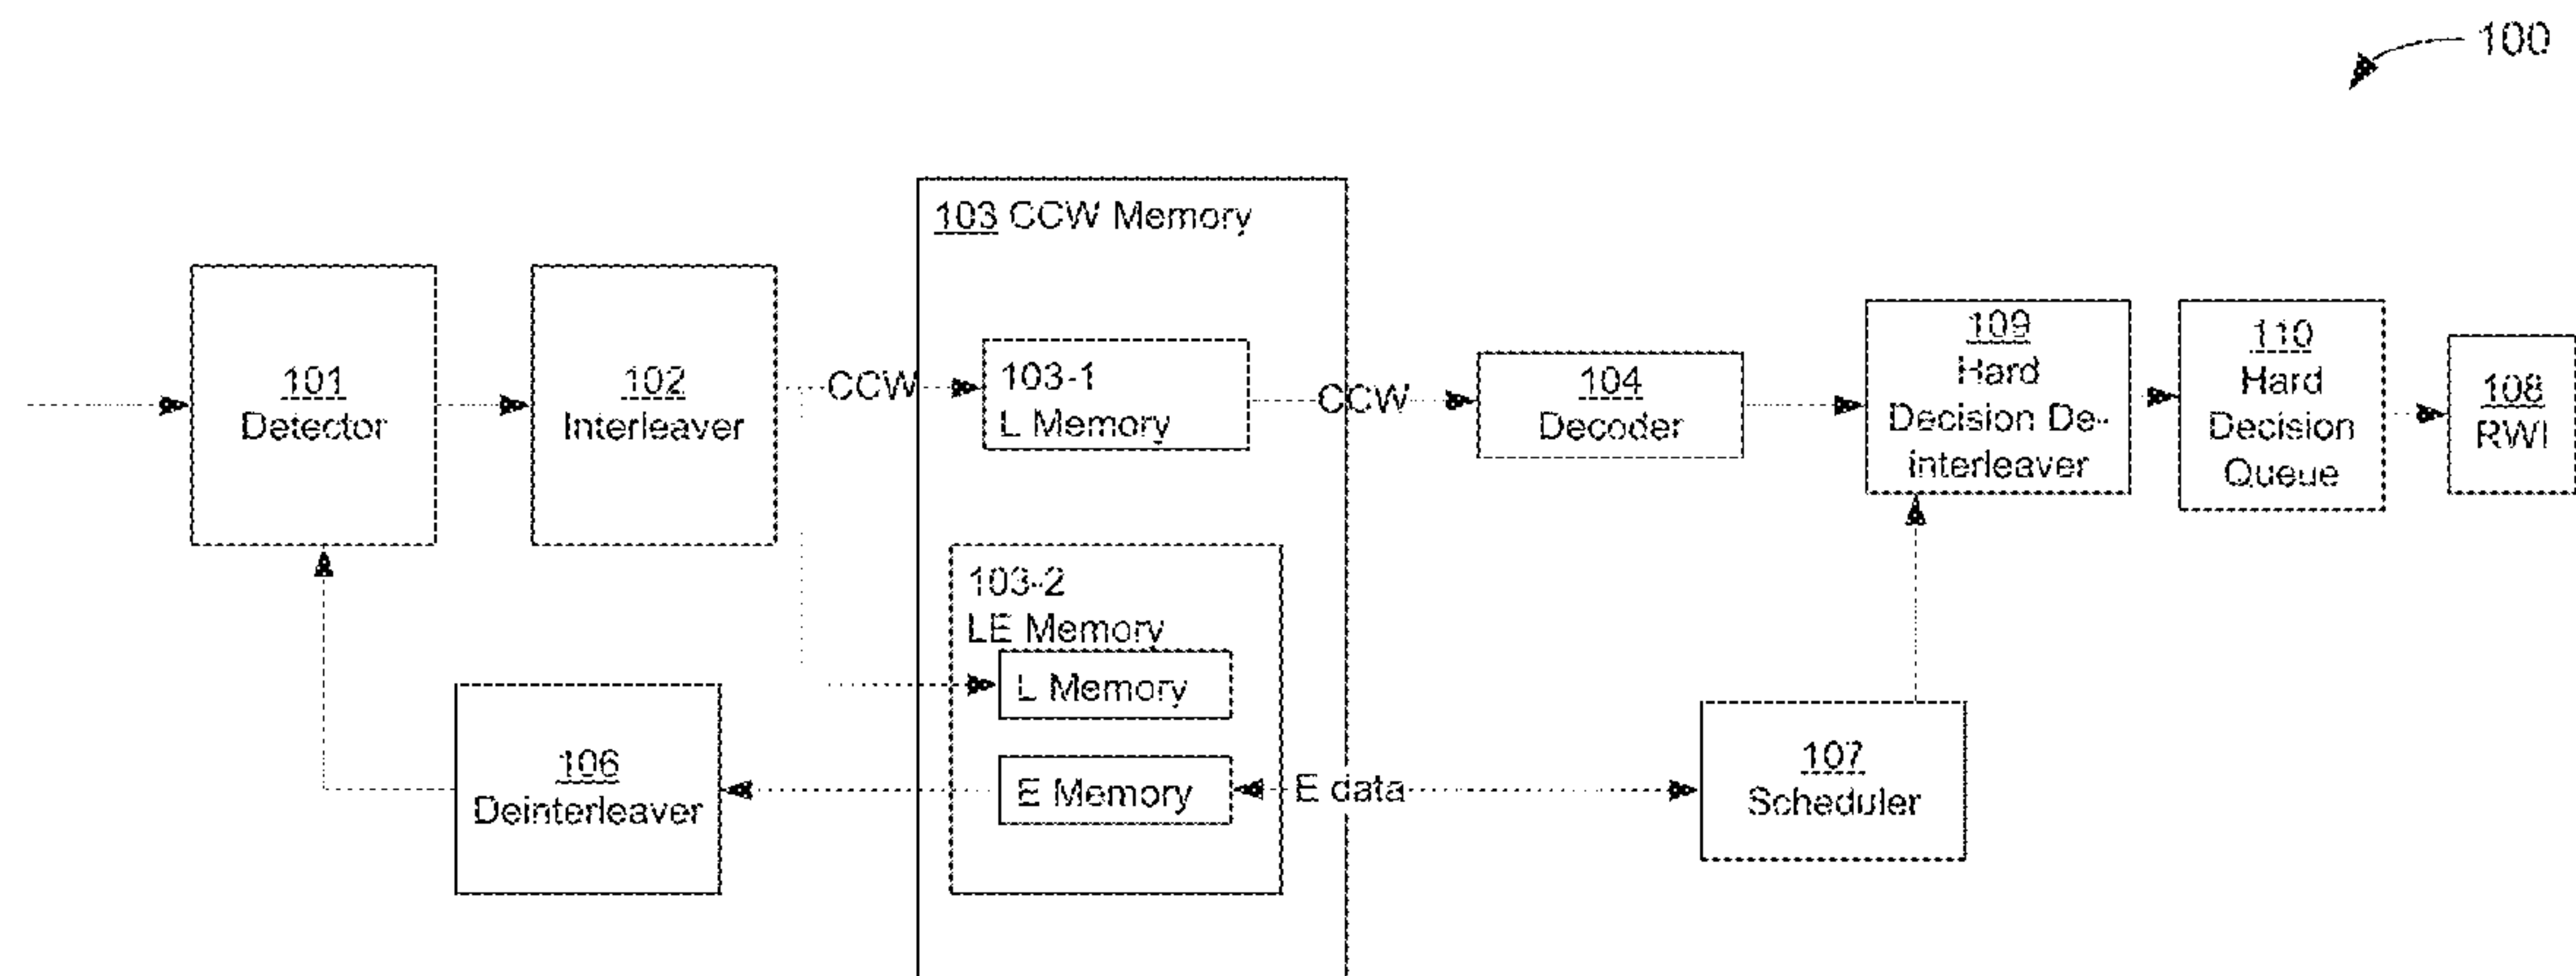 100
103 CCW Memory
101
Detector
102
Interleaver
CCW
103-1
L Memory
CCW
104
Decoder
109
Hard
Decision De-
interleaver
110
Hard
Decision
Queue
108
RWI
103-2
LE Memory
L Memory
E Memory
E data
106
Deinterleaver
107
Scheduler